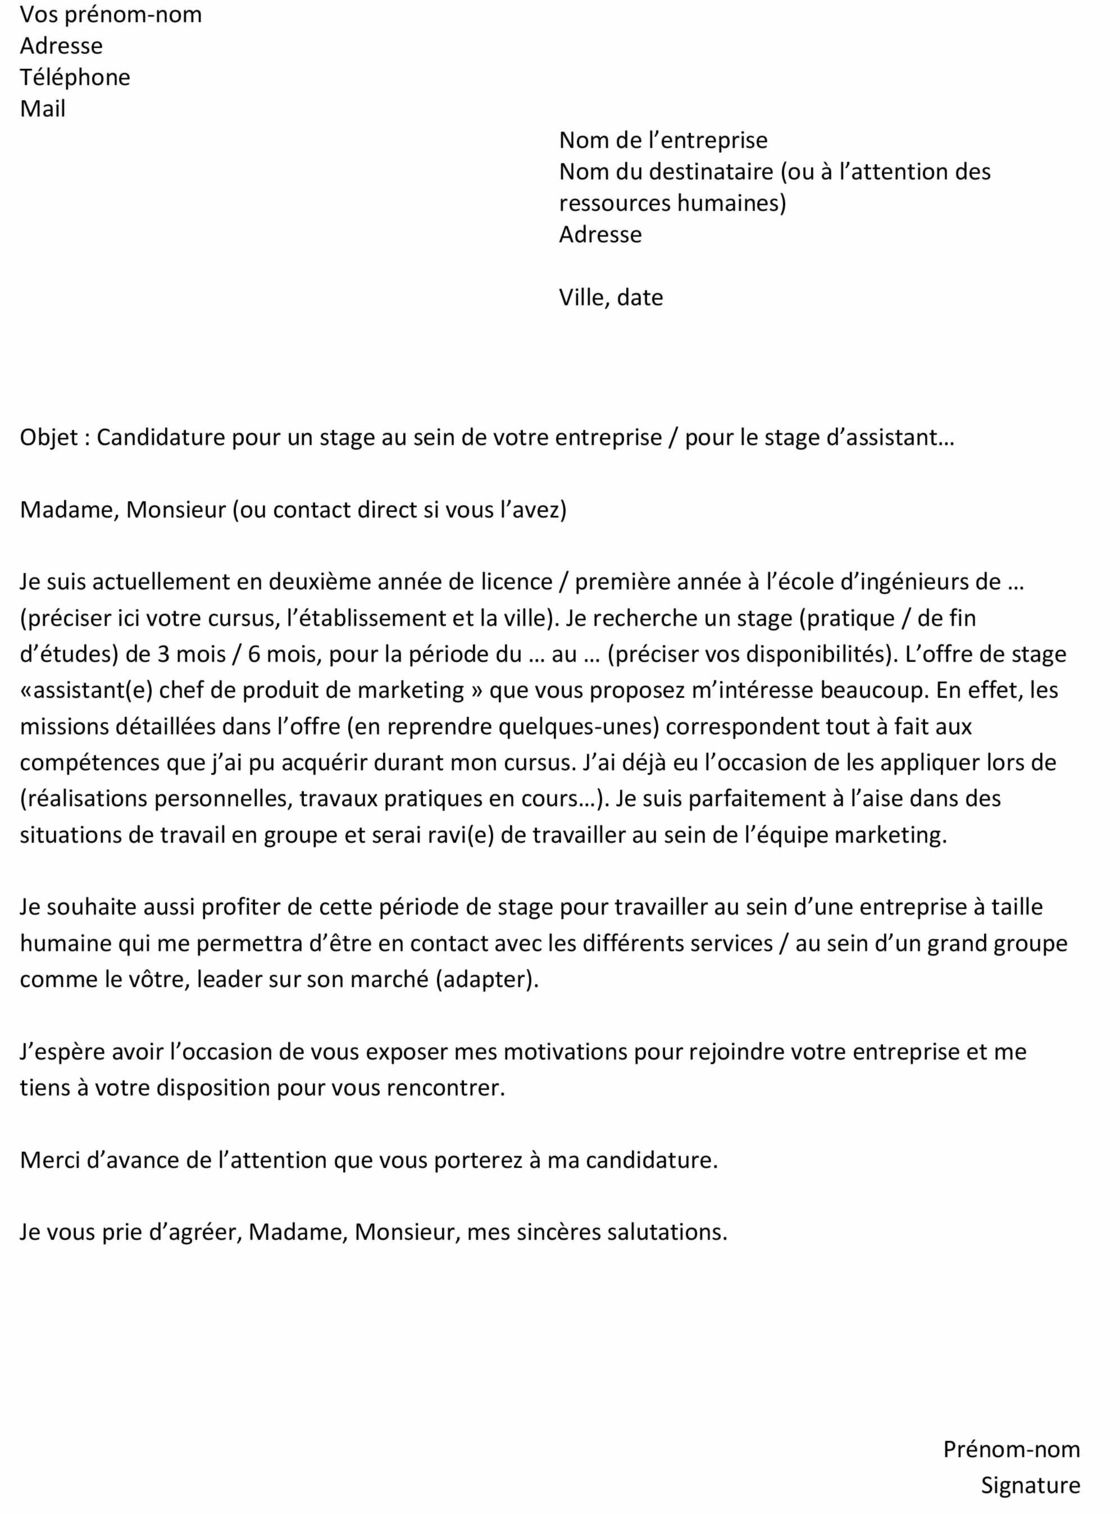 Vos prénom-nom
Adresse
Téléphone
Mail
Nom de l’entreprise
Nom du destinataire (ou à l’attention des
ressources humaines)
Adresse
Ville, date
Objet : Candidature pour un stage au sein de votre entreprise / pour le stage d’assistant…
Madame, Monsieur (ou contact direct si vous l’avez)
Je suis actuellement en deuxième année de licence / première année à l’école d’ingénieurs de …
(préciser ici votre cursus, l’établissement et la ville). Je recherche un stage (pratique / de fin
d’études) de 3 mois / 6 mois, pour la période du … au … (préciser vos disponibilités). L’offre de stage
«assistant(e) chef de produit de marketing » que vous proposez m’intéresse beaucoup. En effet, les
missions détaillées dans l’offre (en reprendre quelques-unes) correspondent tout à fait aux
compétences que j’ai pu acquérir durant mon cursus. J’ai déjà eu l’occasion de les appliquer lors de
(réalisations personnelles, travaux pratiques en cours…). Je suis parfaitement à l’aise dans des
situations de travail en groupe et serai ravi(e) de travailler au sein de l’équipe marketing.
Je souhaite aussi profiter de cette période de stage pour travailler au sein d’une entreprise à taille
humaine qui me permettra d’être en contact avec les différents services / au sein d’un grand groupe
comme le vôtre, leader sur son marché (adapter).
J’espère avoir l’occasion de vous exposer mes motivations pour rejoindre votre entreprise et me
tiens à votre disposition pour vous rencontrer.
Merci d’avance de l’attention que vous porterez à ma candidature.
Je vous prie d’agréer, Madame, Monsieur, mes sincères salutations.
Prénom-nom
Signature